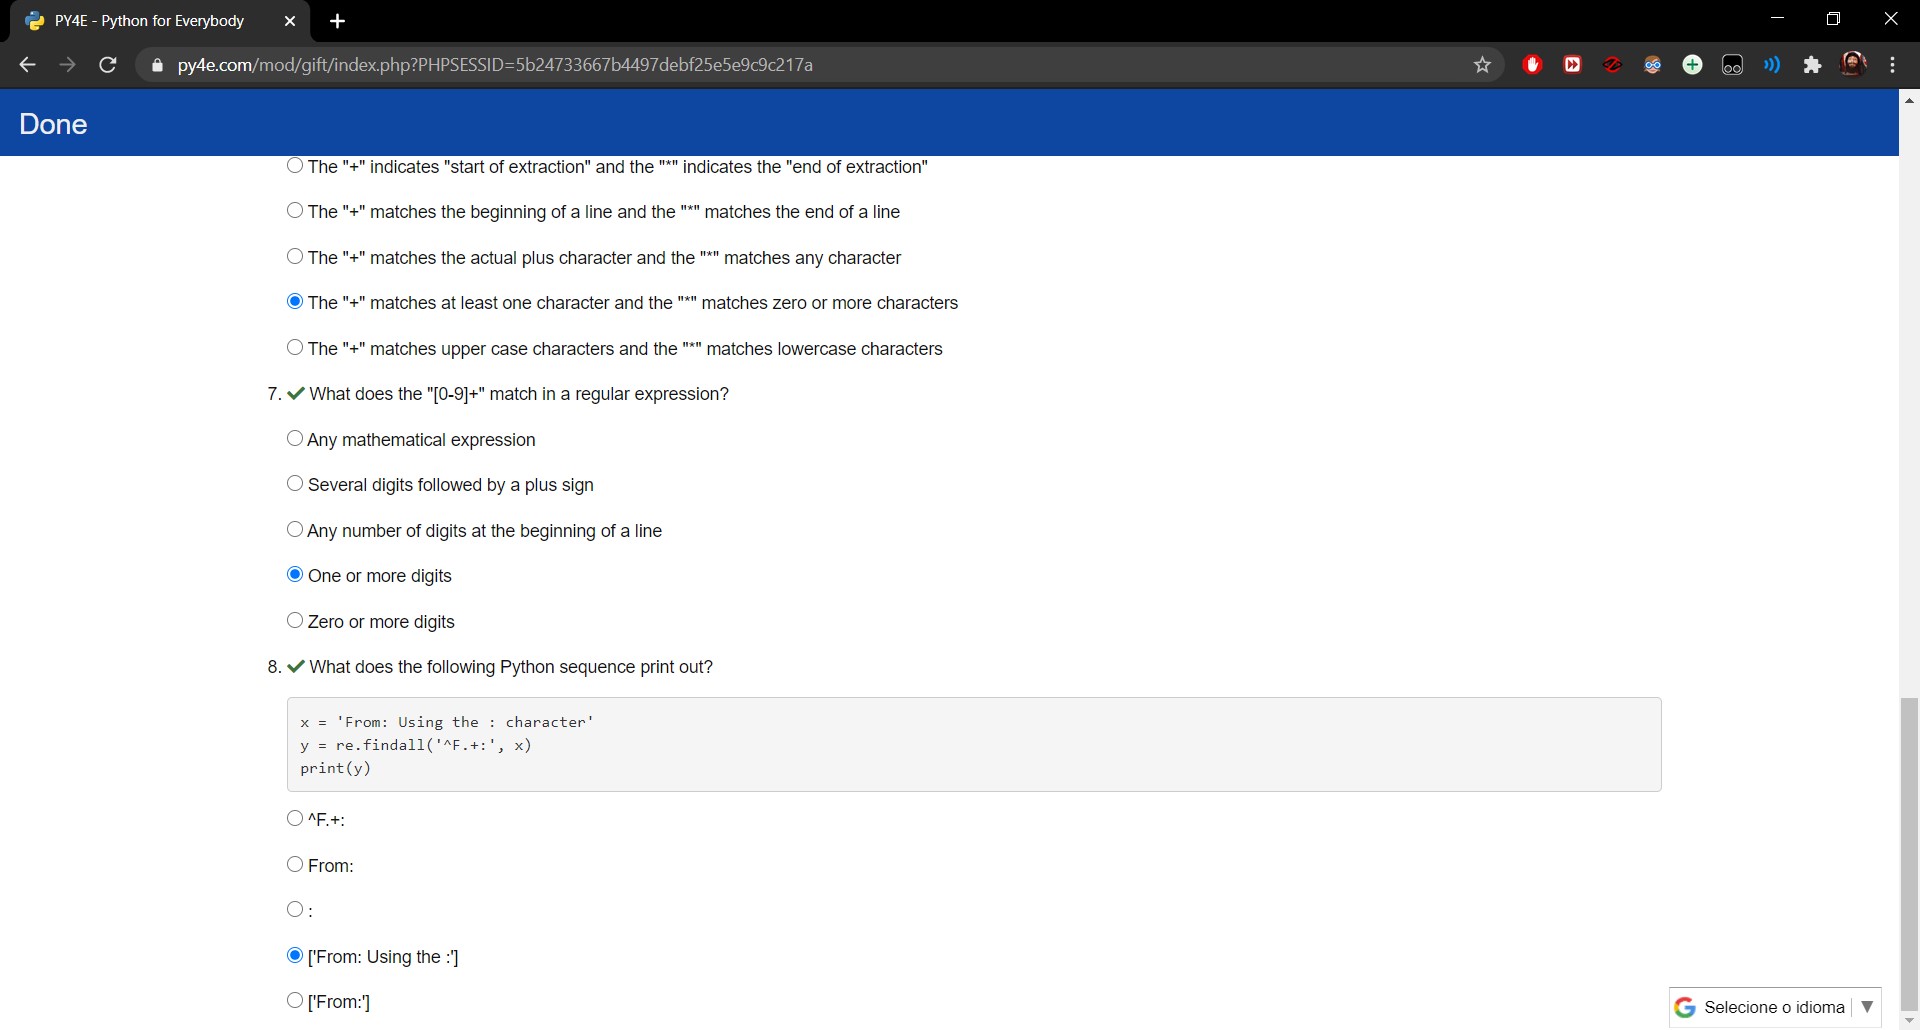 PY4E - Python for Everybody
py4e.com/mod/gift/index.php?PHPSESSID=5b24733667b4497debf25e5e9c9c217a
Done
The "+" indicates "start of extraction" and the "*" indicates the "end of extraction"
The "+" matches the beginning of a line and the "*" matches the end of a line
The "+" matches the actual plus character and the "*" matches any character
The "+" matches at least one character and the "*" matches zero or more characters
The "+" matches upper case characters and the "*" matches lowercase characters
7. ✔ What does the "[0-9]+" match in a regular expression?
Any mathematical expression
Several digits followed by a plus sign
Any number of digits at the beginning of a line
One or more digits
Zero or more digits
8. ✔ What does the following Python sequence print out?
x = 'From: Using the : character'
y = re.findall('^F.+:', x)
print(y)
^F.+:
From:
:
['From: Using the :']
['From:']
Selecione o idioma